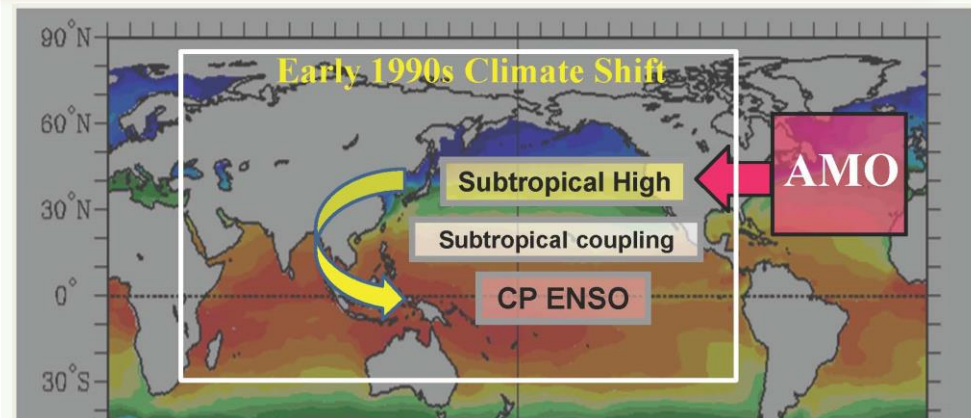 90°N
Early 1990s Climate Shift
60°N
AMO
Subtropical High
30°N
Subtropical coupling
0°
CP ENSO
30°S